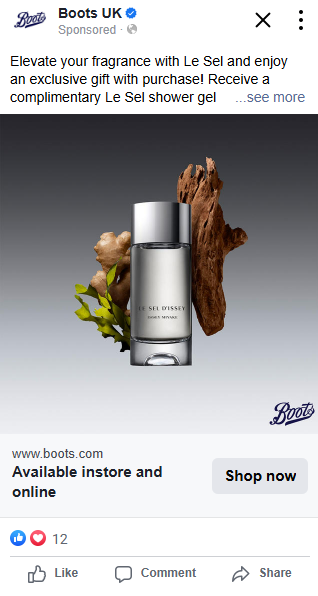 Boots
Boots UK
Sponsored ·
Elevate your fragrance with Le Sel and enjoy
an exclusive gift with purchase! Receive a
complimentary Le Sel shower gel ...see more
LE SEL D'ISSEY
ISSEY MIYAKE
Boots
www.boots.com
Available instore and
online
Shop now
12
Like
Comment
Share